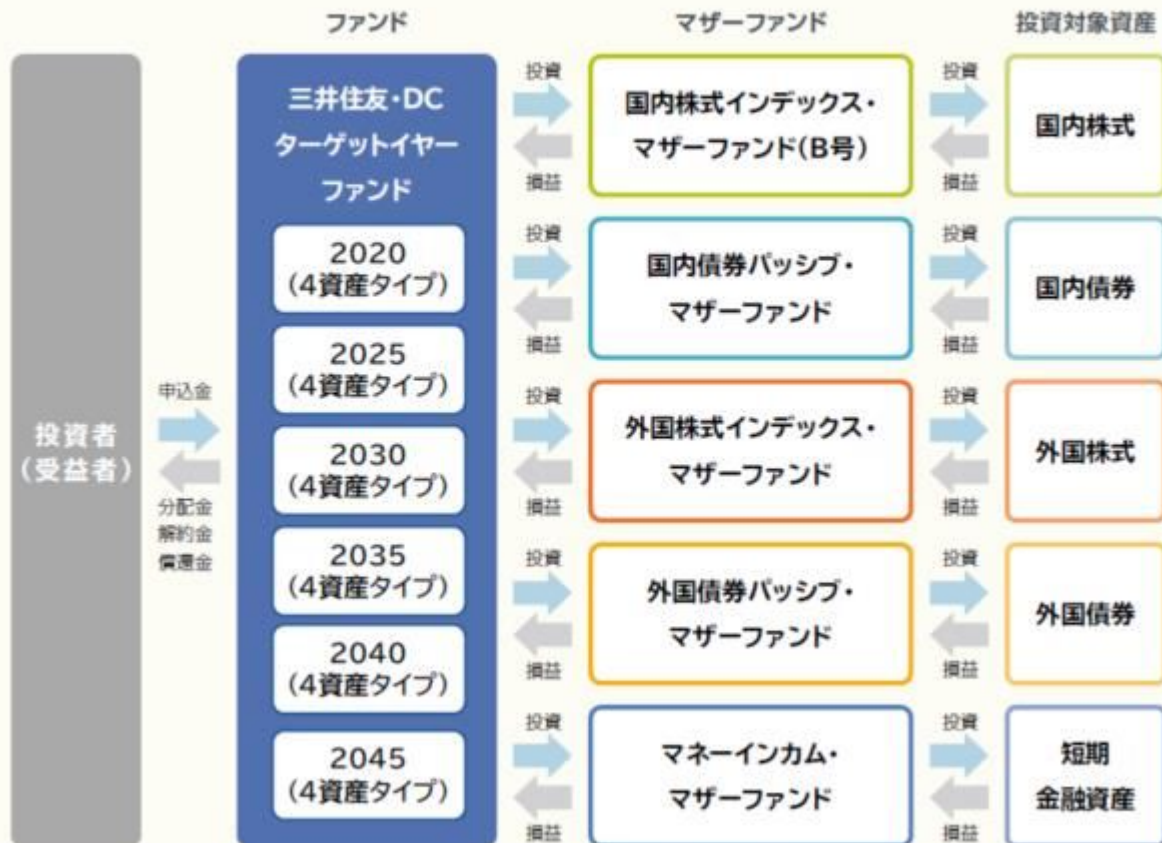 ファンド
マザーファンド
投資対象資産
投資者
(受益者)
申込金
分配金
解約金
償還金
三井住友・DC
ターゲットイヤー
ファンド
2020
(4資産タイプ)
2025
(4資産タイプ)
2030
(4資産タイプ)
2035
(4資産タイプ)
2040
(4資産タイプ)
2045
(4資産タイプ)
投資
損益
国内株式インデックス・
マザーファンド(B号)
投資
損益
国内株式
投資
損益
国内債券パッシブ・
マザーファンド
投資
損益
国内債券
投資
損益
外国株式インデックス・
マザーファンド
投資
損益
外国株式
投資
損益
外国債券パッシブ・
マザーファンド
投資
損益
外国債券
投資
損益
マネーインカム・
マザーファンド
投資
損益
短期
金融資産